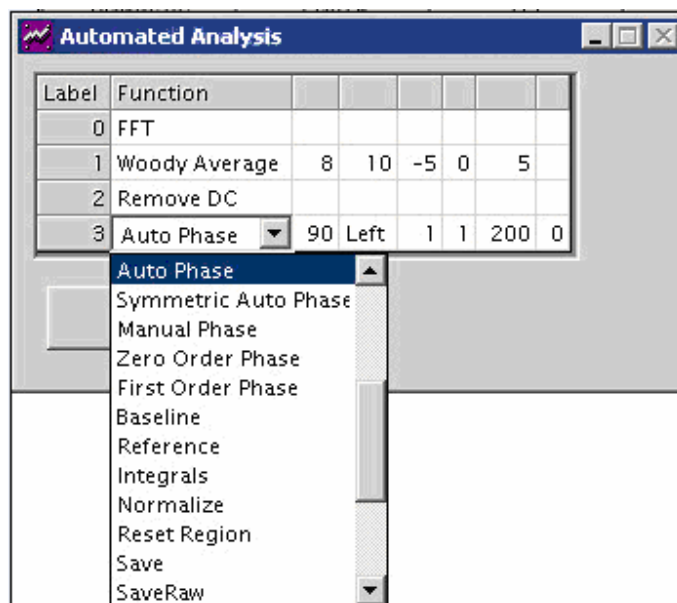 Automated Analysis
Label Function
0 FFT
1 Woody Average 8 10 -5 0 5
2 Remove DC
3 Auto Phase 90 Left 1 1 200 0
Auto Phase
Symmetric Auto Phase
Manual Phase
Zero Order Phase
First Order Phase
Baseline
Reference
Integrals
Normalize
Reset Region
Save
SaveRaw